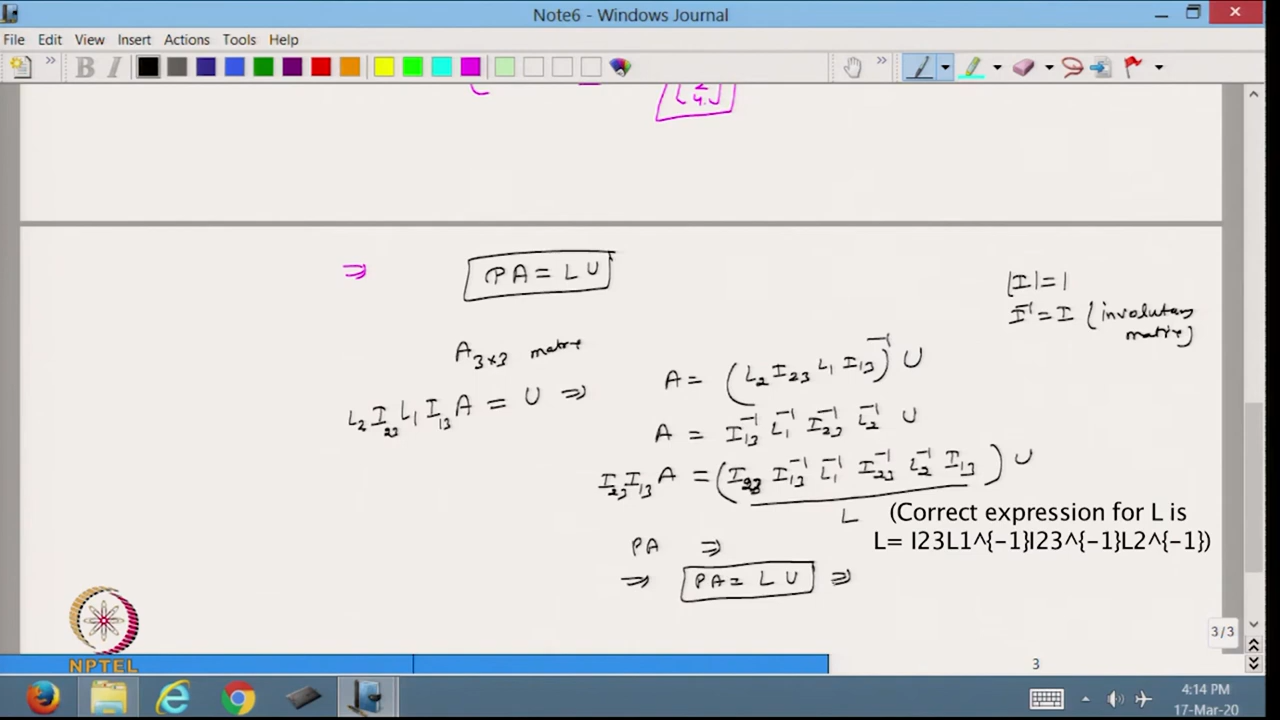 Note6 - Windows Journal
File Edit View Insert Actions Tools Help
⇒ PA = LU
|I| = 1
I⁻¹ = I (involutary
matrix)
A₃ₓ₃ matrix
L₂ I₂₃ L₁ I₁₃ A = U ⇒
A = (L₂ I₂₃ L₁ I₁₃)⁻¹ U
A = I₁₃⁻¹ L₁⁻¹ I₂₃⁻¹ L₂⁻¹ U
I₂₃ I₁₃ A = (I₂₃ I₁₃⁻¹ L₁⁻¹ I₂₃⁻¹ L₂⁻¹ I₁₃) U
L
(Correct expression for L is
L= I23L1^{-1}I23^{-1}L2^{-1})
PA ⇒
⇒ PA = LU ⇒
NPTEL
3/3
3
4:14 PM
17-Mar-20